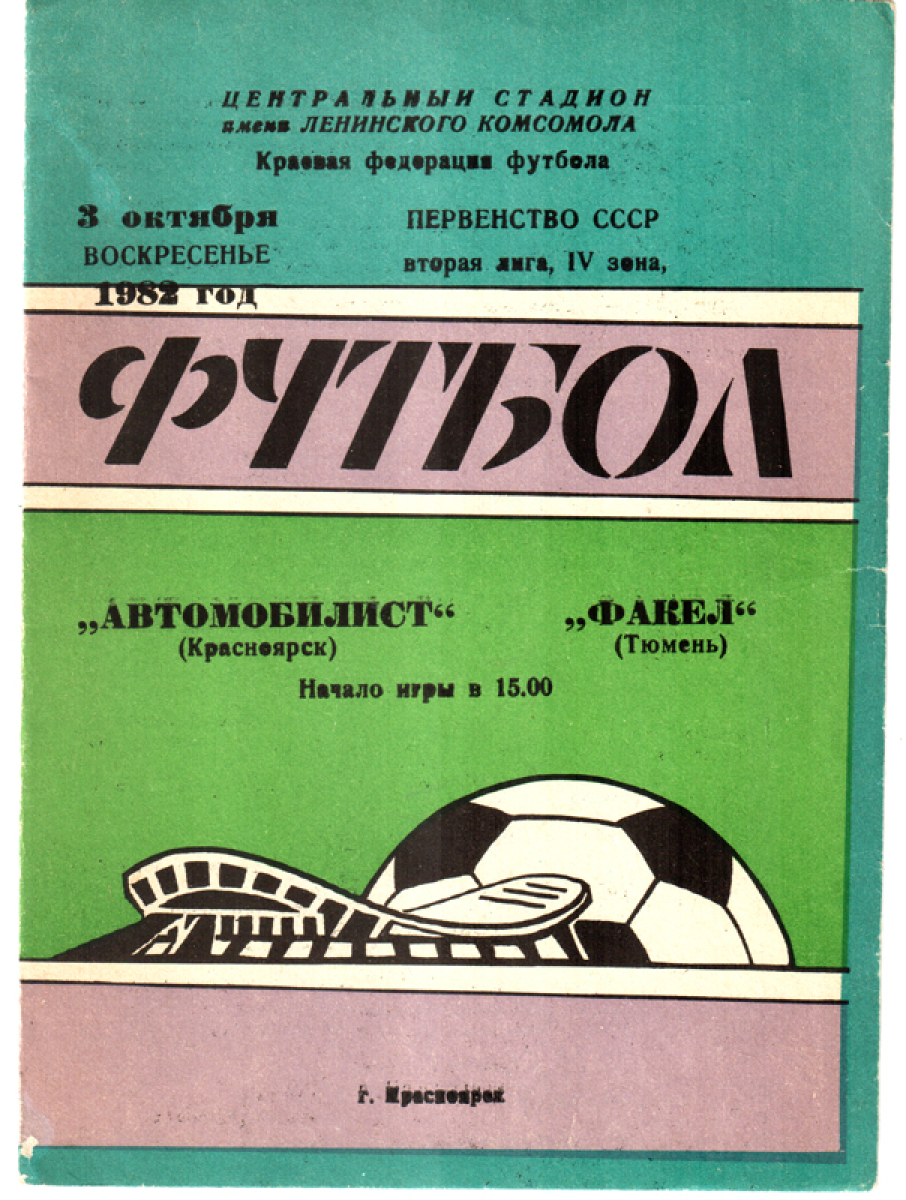 ЦЕНТРАЛЬНЫЙ СТАДИОН
имени ЛЕНИНСКОГО КОМСОМОЛА
Краевая федерация футбола
3 октября
ВОСКРЕСЕНЬЕ
1982 год
ПЕРВЕНСТВО СССР
вторая лига, IV зона,
ФУТБОЛ
„АВТОМОБИЛИСТ“
(Красноярск)
„ФАКЕЛ“
(Тюмень)
Начало игры в 15.00
г. Красноярск